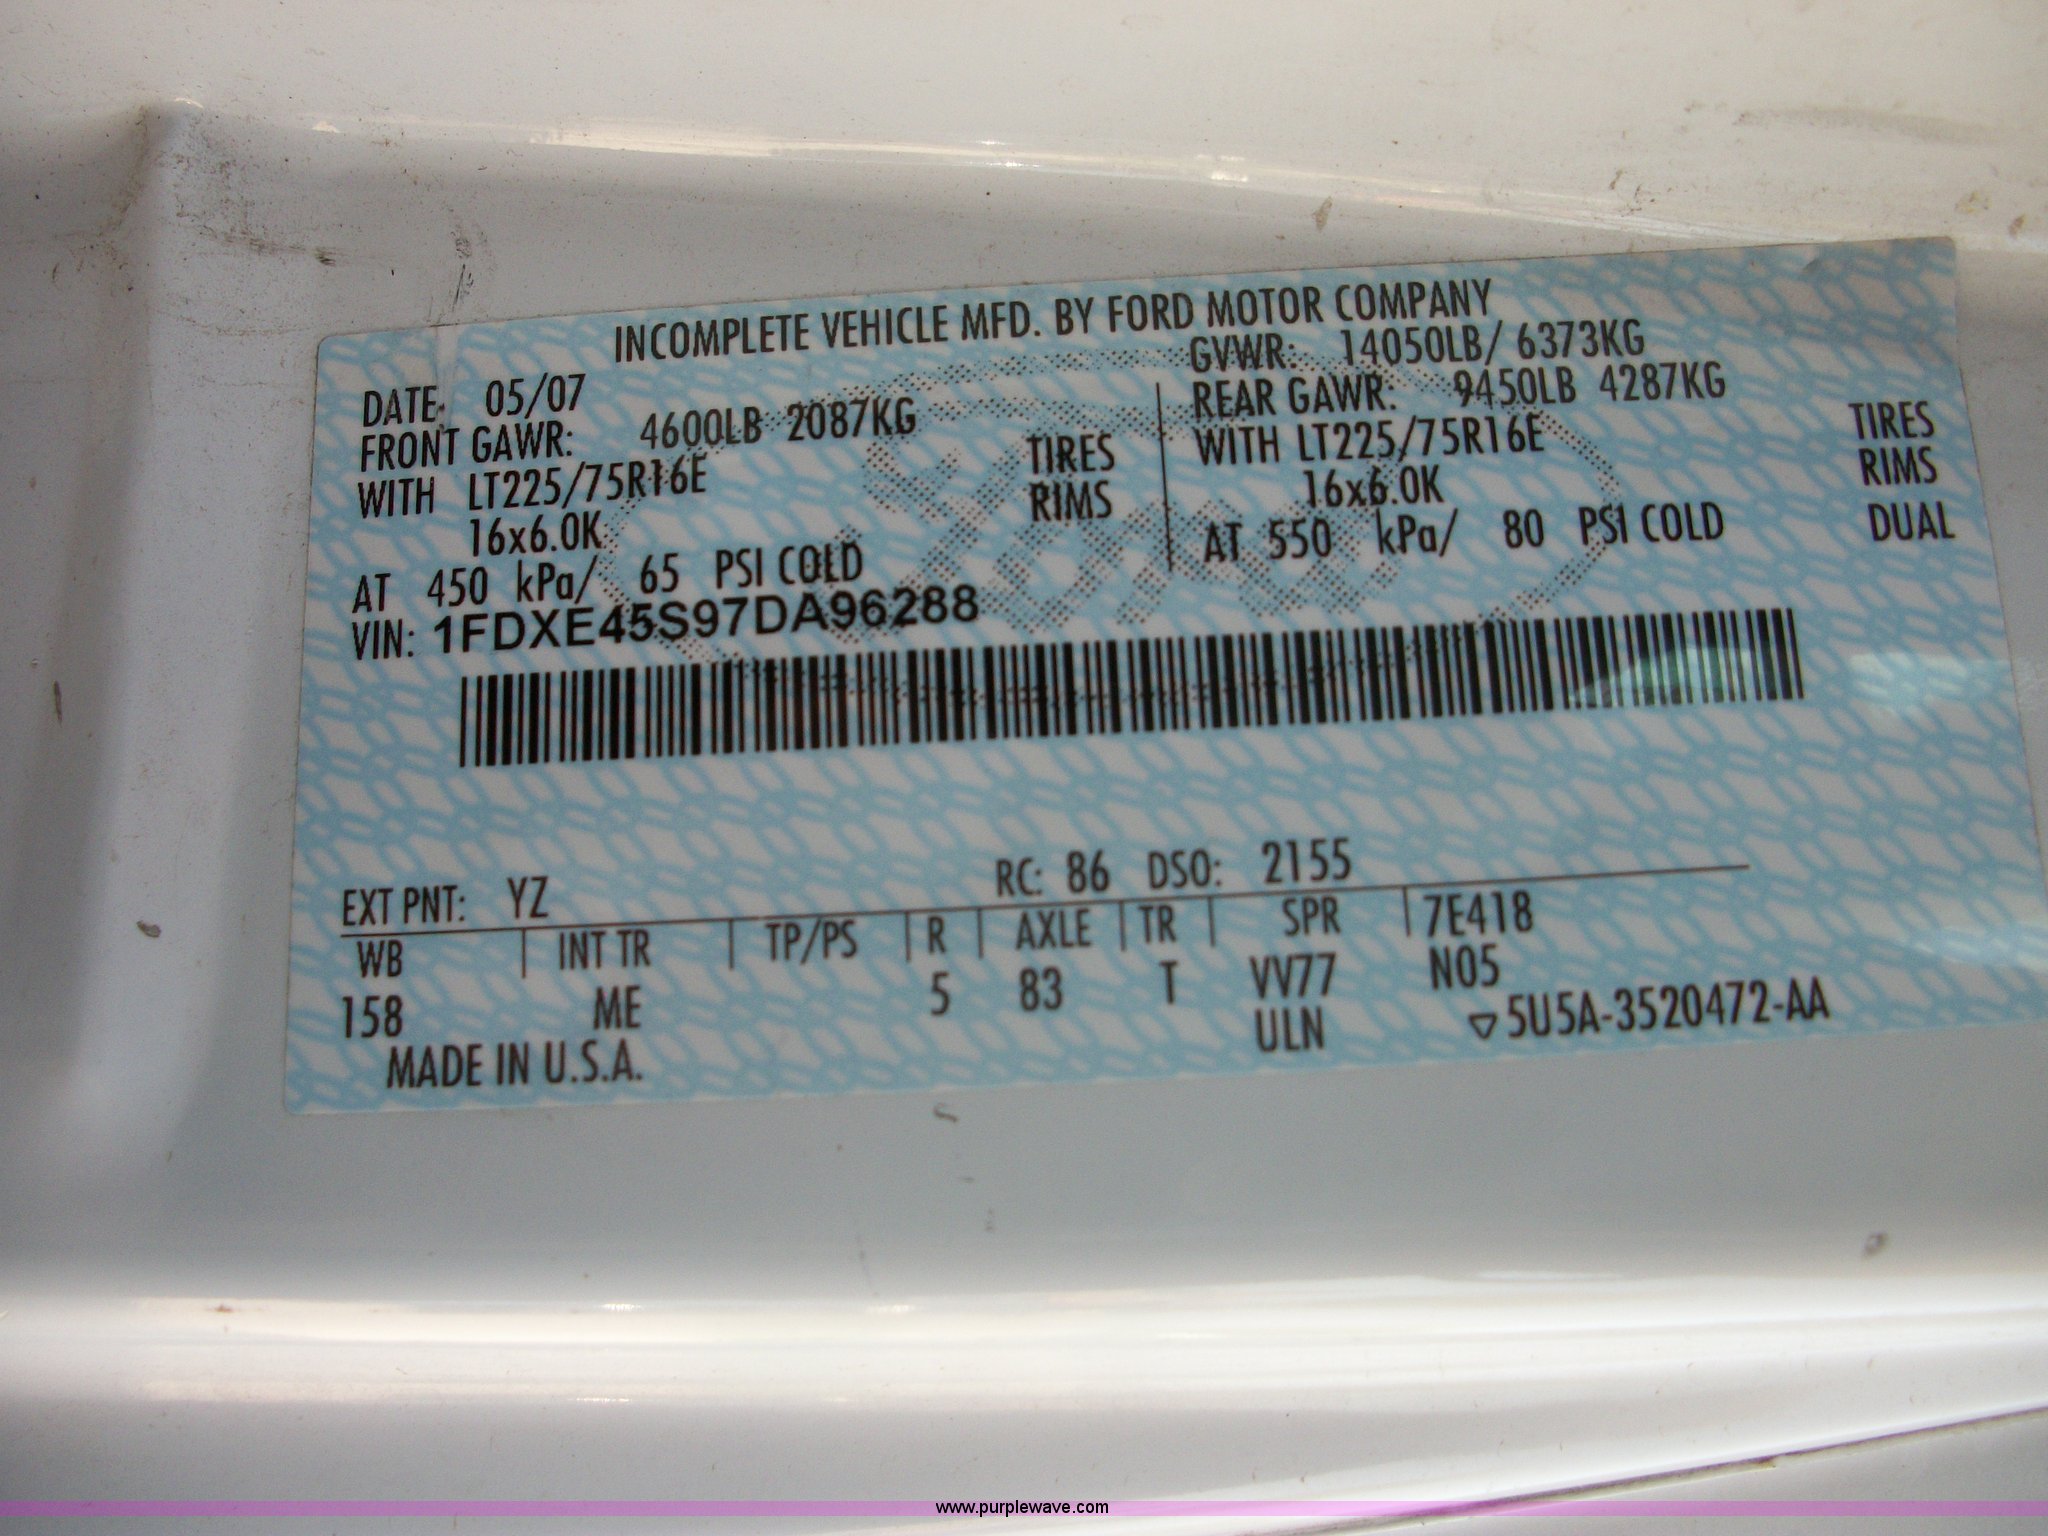 INCOMPLETE VEHICLE MFD. BY FORD MOTOR COMPANY
DATE: 05/07
GVWR: 14050LB/ 6373KG
FRONT GAWR: 4600LB 2087KG
REAR GAWR: 9450LB 4287KG
WITH LT225/75R16E TIRES
WITH LT225/75R16E TIRES
16x6.0K RIMS
16x6.0K RIMS
AT 450 kPa/ 65 PSI COLD
AT 550 kPa/ 80 PSI COLD DUAL
VIN: 1FDXE45S97DA96288
Ford
EXT PNT: YZ RC: 86 DSO: 2155
WB INT TR TP/PS R AXLE TR SPR 7E418
158 ME 5 83 T VV77 N05
ULN ▽5U5A-3520472-AA
MADE IN U.S.A.
www.purplewave.com